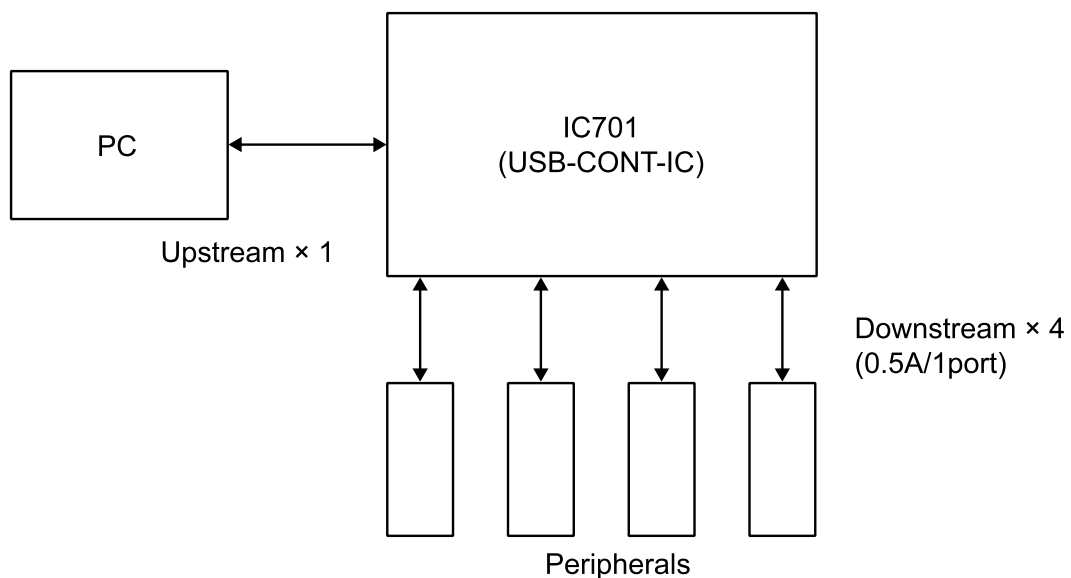 PC
IC701
(USB-CONT-IC)
Upstream × 1
Downstream × 4
(0.5A/1port)
Peripherals